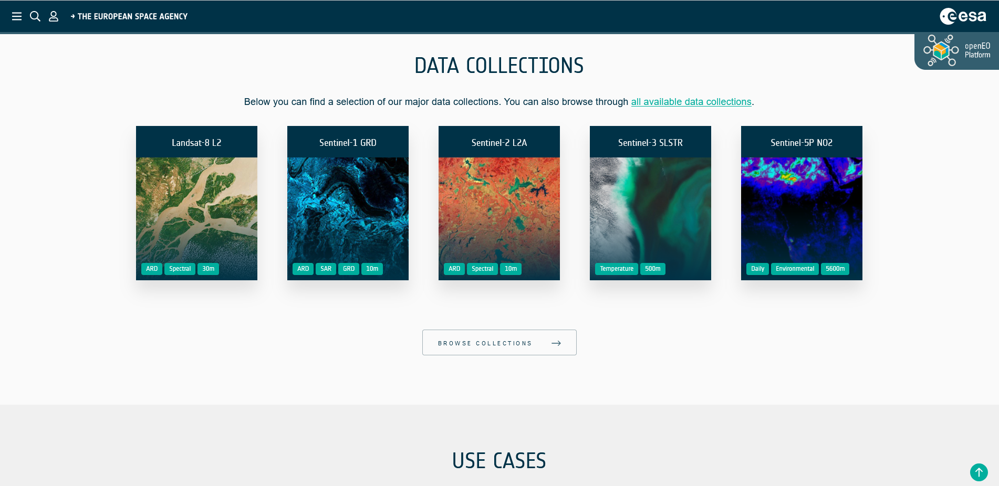 → THE EUROPEAN SPACE AGENCY
esa
openEO
Platform
DATA COLLECTIONS
Below you can find a selection of our major data collections. You can also browse through all available data collections.
Landsat-8 L2
ARD Spectral 30m
Sentinel-1 GRD
ARD SAR GRD 10m
Sentinel-2 L2A
ARD Spectral 10m
Sentinel-3 SLSTR
Temperature 500m
Sentinel-5P NO2
Daily Environmental 5600m
BROWSE COLLECTIONS →
USE CASES